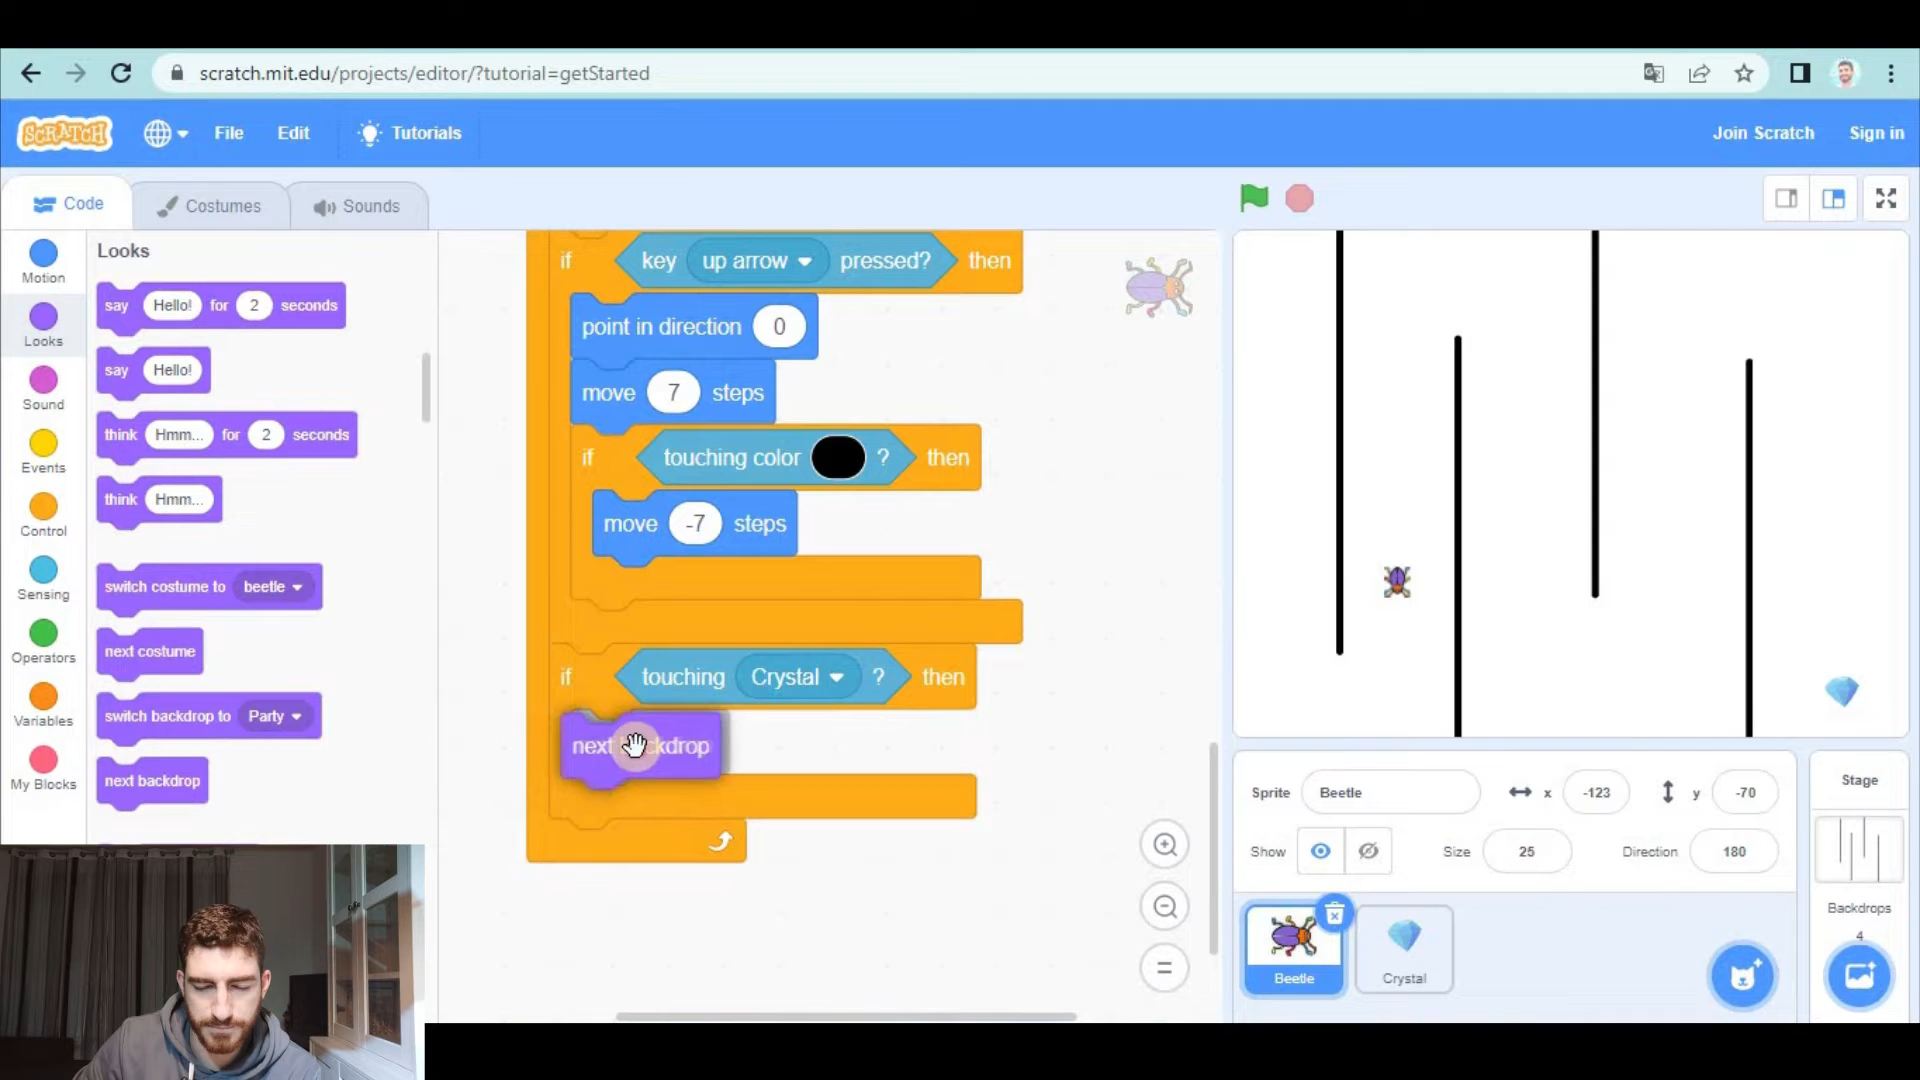 scratch.mit.edu/projects/editor/?tutorial=getStarted
SCRATCH File Edit Tutorials Join Scratch Sign in
Code Costumes Sounds
Motion
Looks
Sound
Events
Control
Sensing
Operators
Variables
My Blocks
Looks
say Hello! for 2 seconds
say Hello!
think Hmm... for 2 seconds
think Hmm...
switch costume to beetle
next costume
switch backdrop to Party
next backdrop
if key up arrow pressed? then
point in direction 0
move 7 steps
if touching color ? then
move -7 steps
if touching Crystal ? then
next backdrop
Sprite Beetle x -123 y -70
Show Size 25 Direction 180
Beetle
Crystal
Stage
Backdrops
4